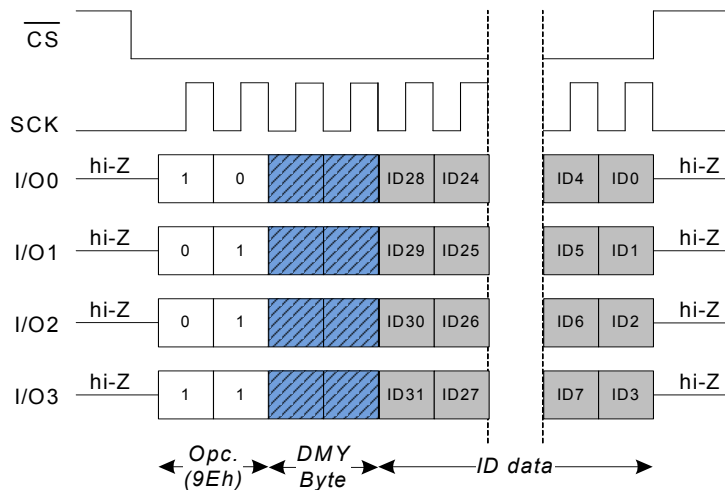 CS
SCK
I/O0 hi-Z 1 0 ID28 ID24 ID4 ID0 hi-Z
I/O1 hi-Z 0 1 ID29 ID25 ID5 ID1 hi-Z
I/O2 hi-Z 0 1 ID30 ID26 ID6 ID2 hi-Z
I/O3 hi-Z 1 1 ID31 ID27 ID7 ID3 hi-Z
Opc. DMY ID data
(9Eh) Byte